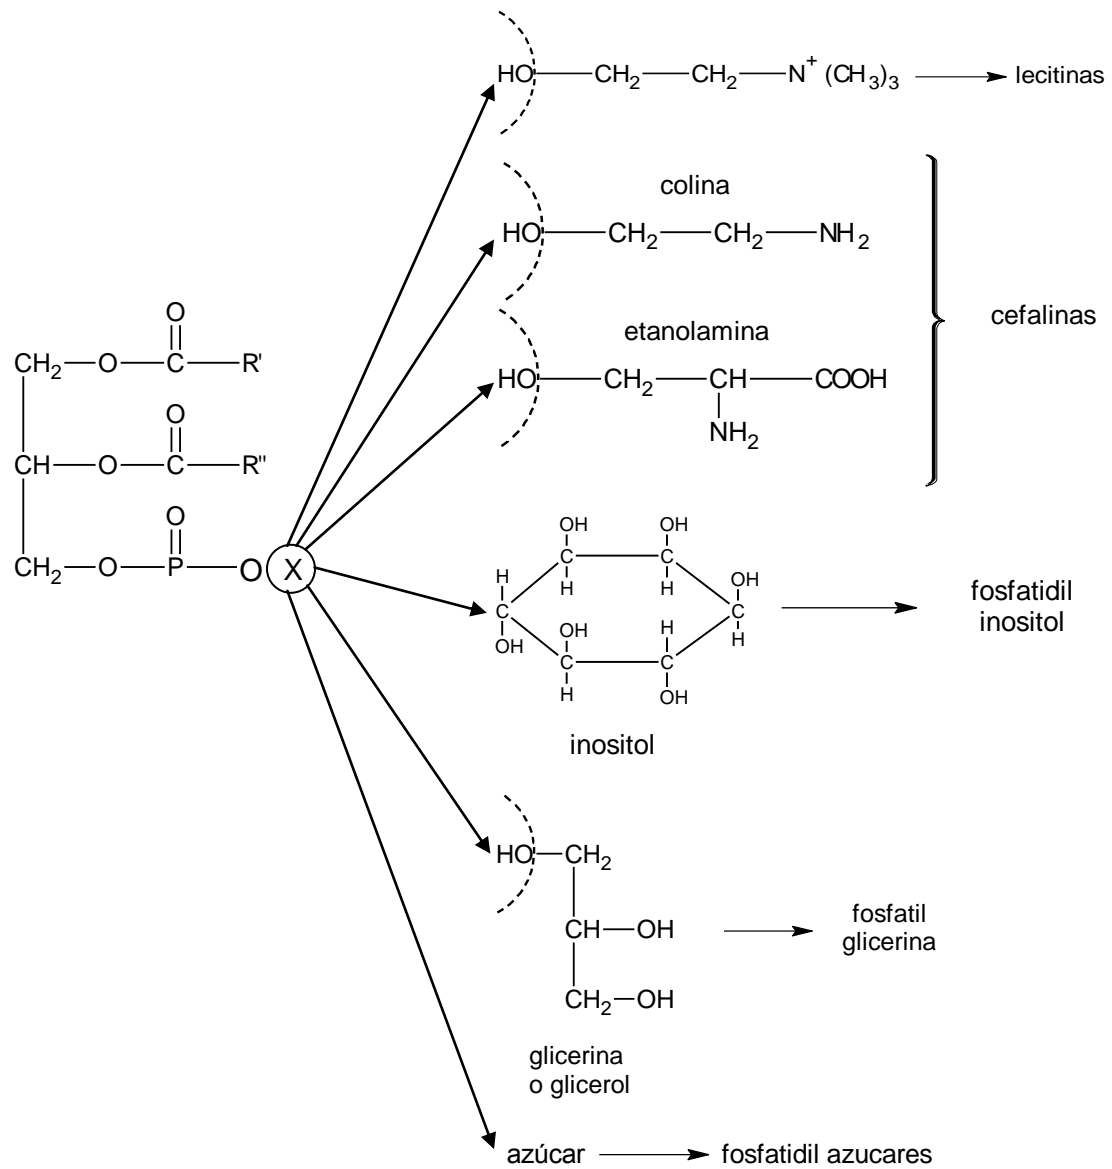 HO—CH₂—CH₂—N⁺(CH₃)₃ → lecitinas
colina
HO—CH₂—CH₂—NH₂
etanolamina
cefalinas
HO—CH₂—CH—COOH
NH₂
O
CH₂—O—C—R'
O
CH—O—C—R"
O
CH₂—O—P—O X
OH OH
C C
H H
H
C
OH
OH
C
H
OH H
C C
H OH
inositol
fosfatidil
inositol
HO—CH₂
CH—OH
CH₂—OH
fosfatil
glicerina
glicerina
o glicerol
azúcar → fosfatidil azucares